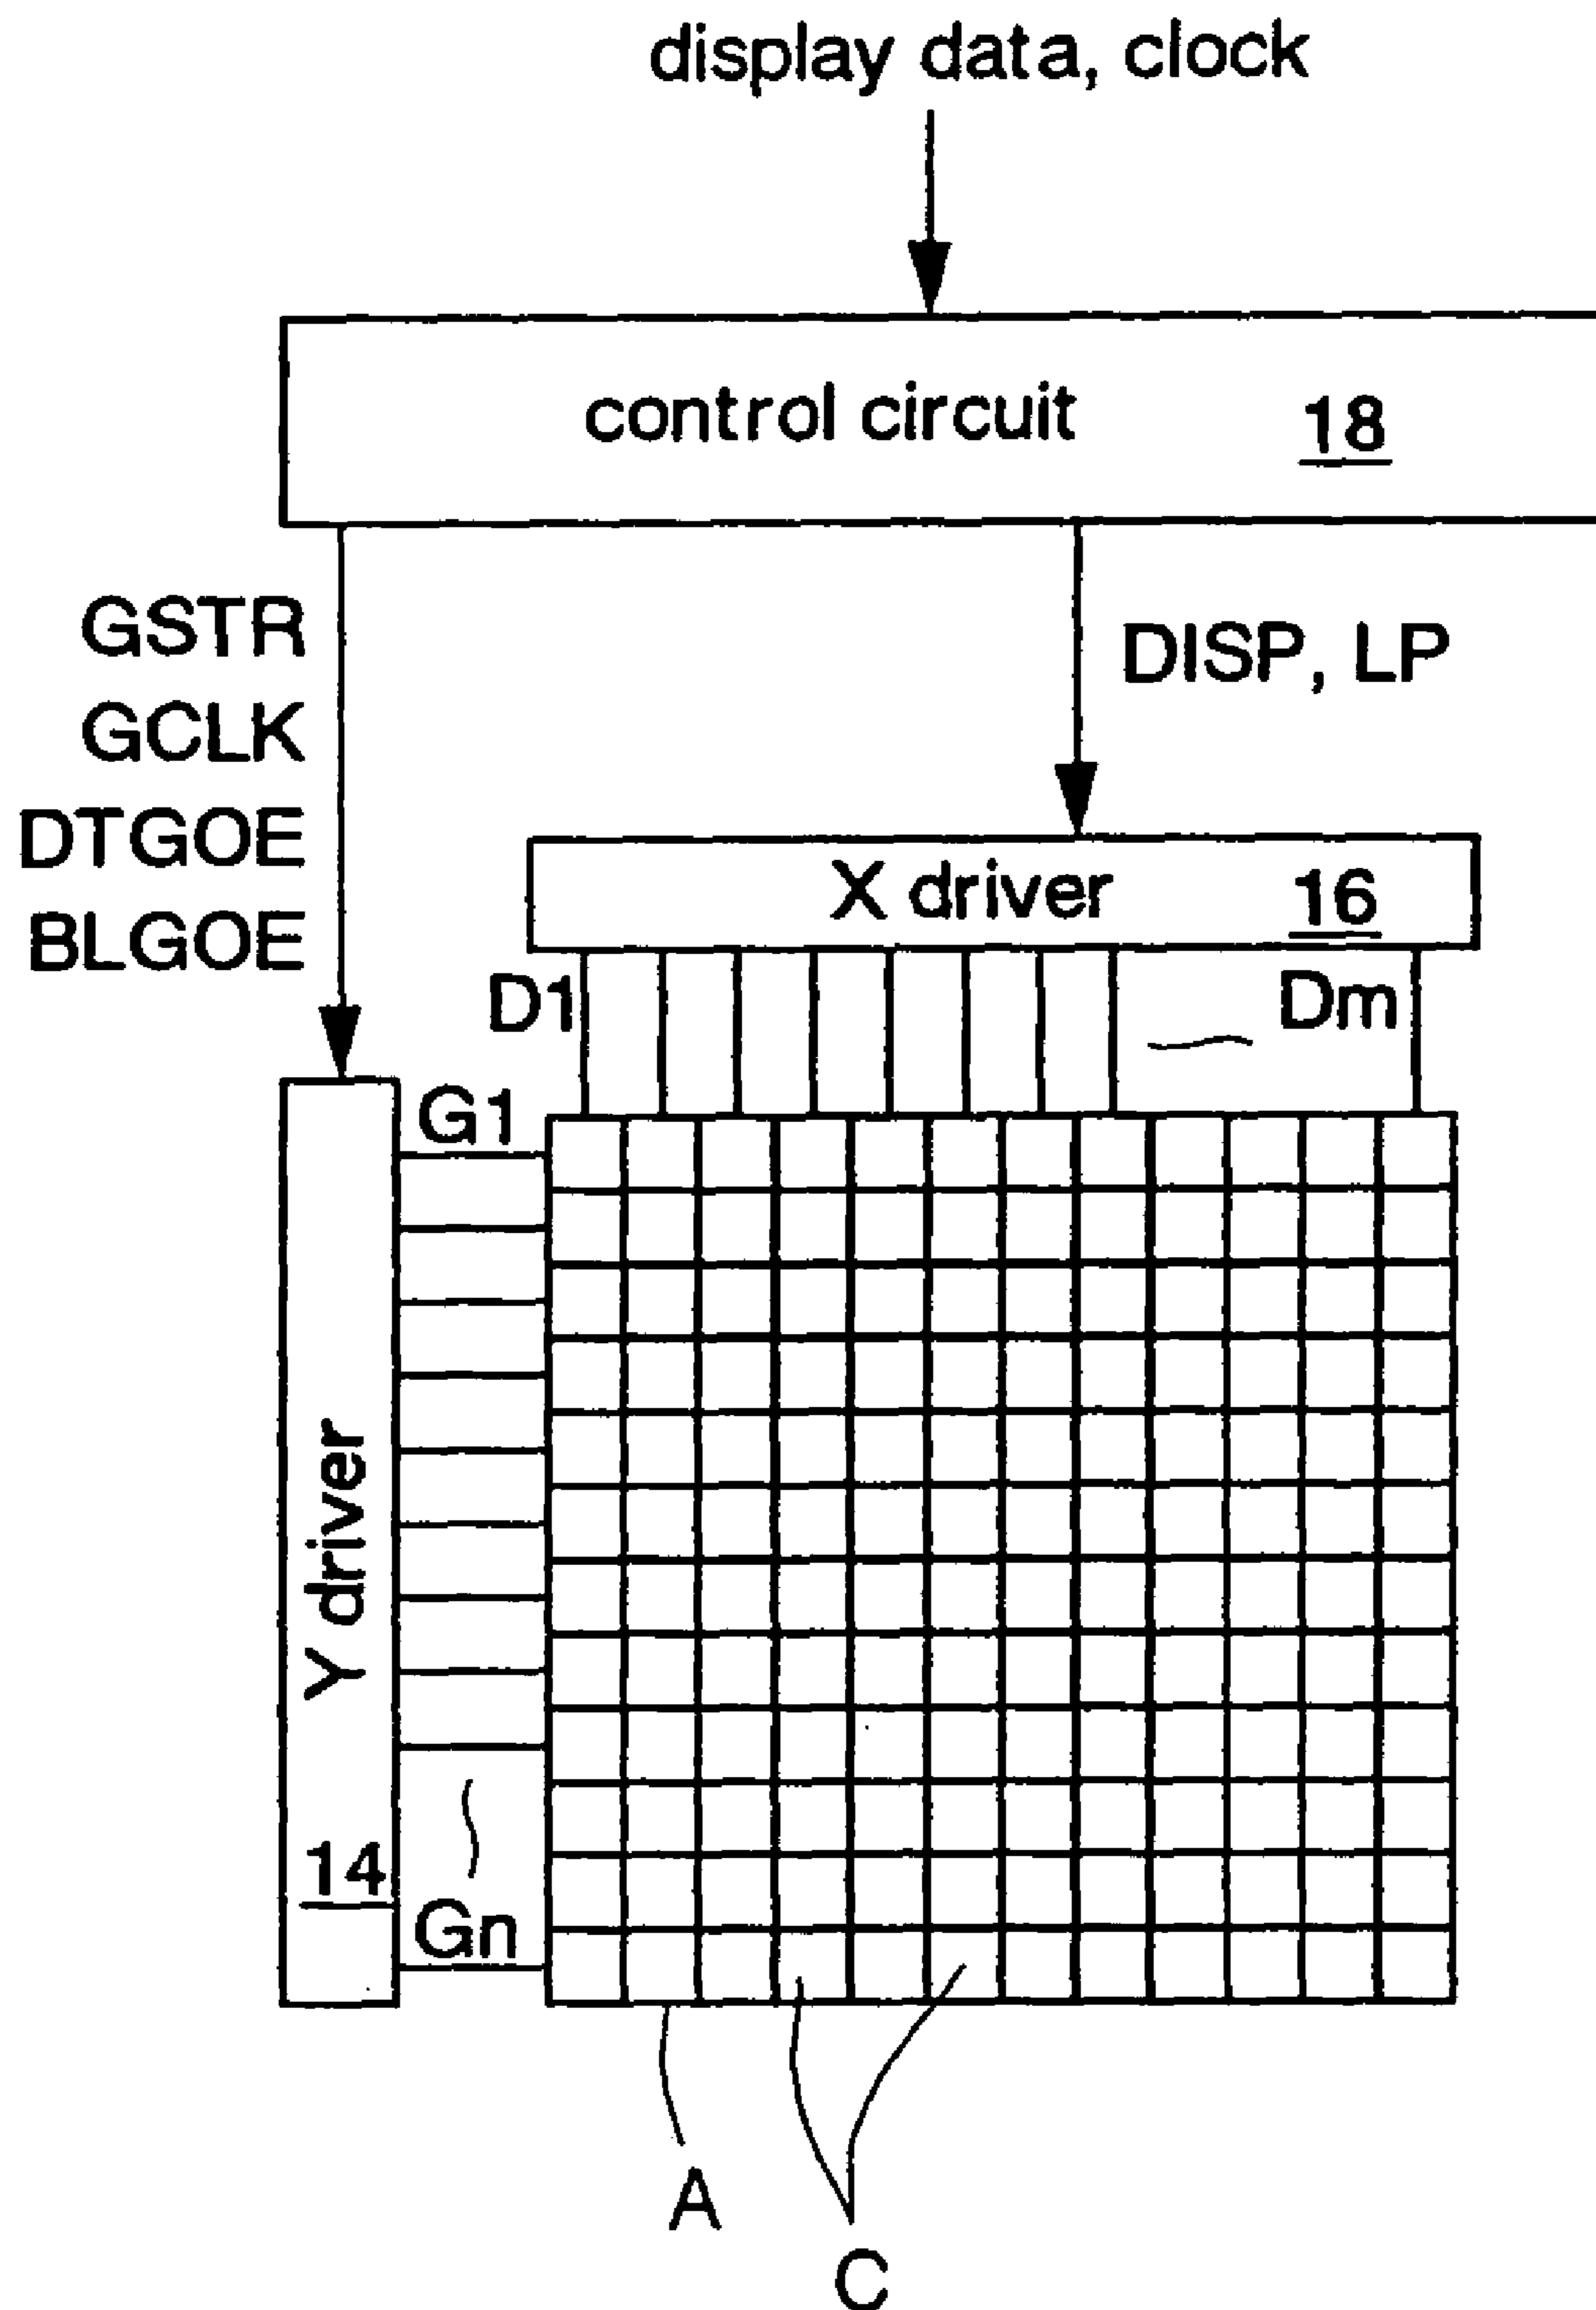 display data, clock
control circuit 18
GSTR
GCLK
DTGOE
BLGOE
DISP, LP
X driver 16
D1
Dm
G1
Y driver 14
Gn
A
C